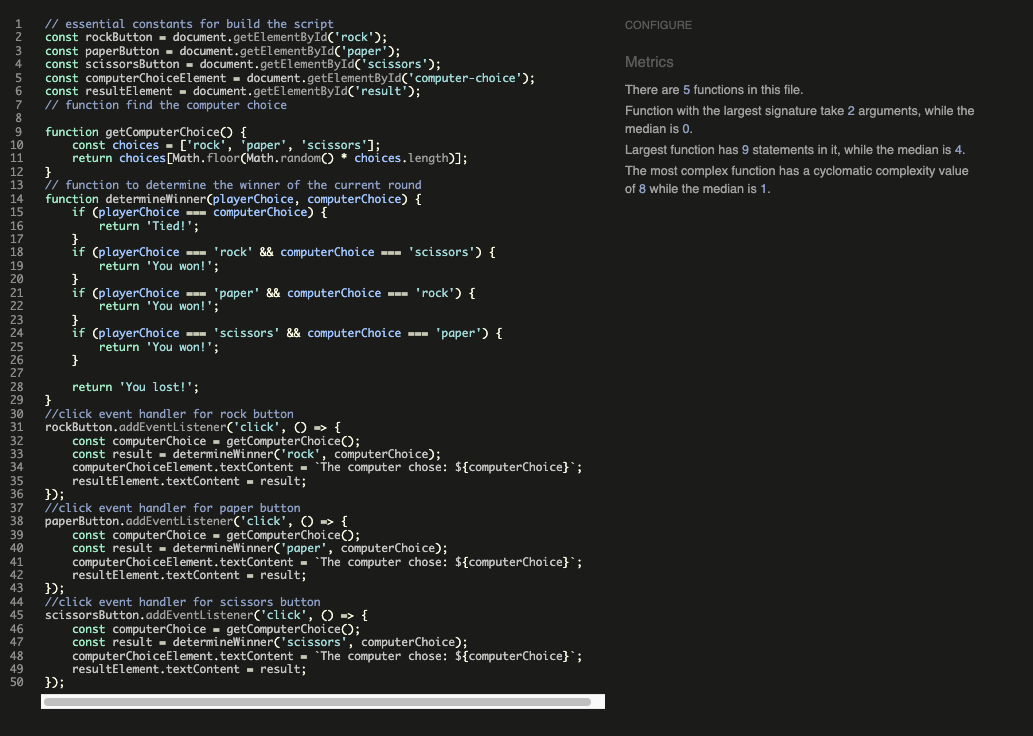 1 // essential constants for build the script
2 const rockButton = document.getElementById('rock');
3 const paperButton = document.getElementById('paper');
4 const scissorsButton = document.getElementById('scissors');
5 const computerChoiceElement = document.getElementById('computer-choice');
6 const resultElement = document.getElementById('result');
7 // function find the computer choice
8
9 function getComputerChoice() {
10     const choices = ['rock', 'paper', 'scissors'];
11     return choices[Math.floor(Math.random() * choices.length)];
12 }
13 // function to determine the winner of the current round
14 function determineWinner(playerChoice, computerChoice) {
15     if (playerChoice === computerChoice) {
16         return 'Tied!';
17     }
18     if (playerChoice === 'rock' && computerChoice === 'scissors') {
19         return 'You won!';
20     }
21     if (playerChoice === 'paper' && computerChoice === 'rock') {
22         return 'You won!';
23     }
24     if (playerChoice === 'scissors' && computerChoice === 'paper') {
25         return 'You won!';
26     }
27
28     return 'You lost!';
29 }
30 //click event handler for rock button
31 rockButton.addEventListener('click', () => {
32     const computerChoice = getComputerChoice();
33     const result = determineWinner('rock', computerChoice);
34     computerChoiceElement.textContent = `The computer chose: ${computerChoice}`;
35     resultElement.textContent = result;
36 });
37 //click event handler for paper button
38 paperButton.addEventListener('click', () => {
39     const computerChoice = getComputerChoice();
40     const result = determineWinner('paper', computerChoice);
41     computerChoiceElement.textContent = `The computer chose: ${computerChoice}`;
42     resultElement.textContent = result;
43 });
44 //click event handler for scissors button
45 scissorsButton.addEventListener('click', () => {
46     const computerChoice = getComputerChoice();
47     const result = determineWinner('scissors', computerChoice);
48     computerChoiceElement.textContent = `The computer chose: ${computerChoice}`;
49     resultElement.textContent = result;
50 });
CONFIGURE
Metrics
There are 5 functions in this file.
Function with the largest signature take 2 arguments, while the
median is 0.
Largest function has 9 statements in it, while the median is 4.
The most complex function has a cyclomatic complexity value
of 8 while the median is 1.